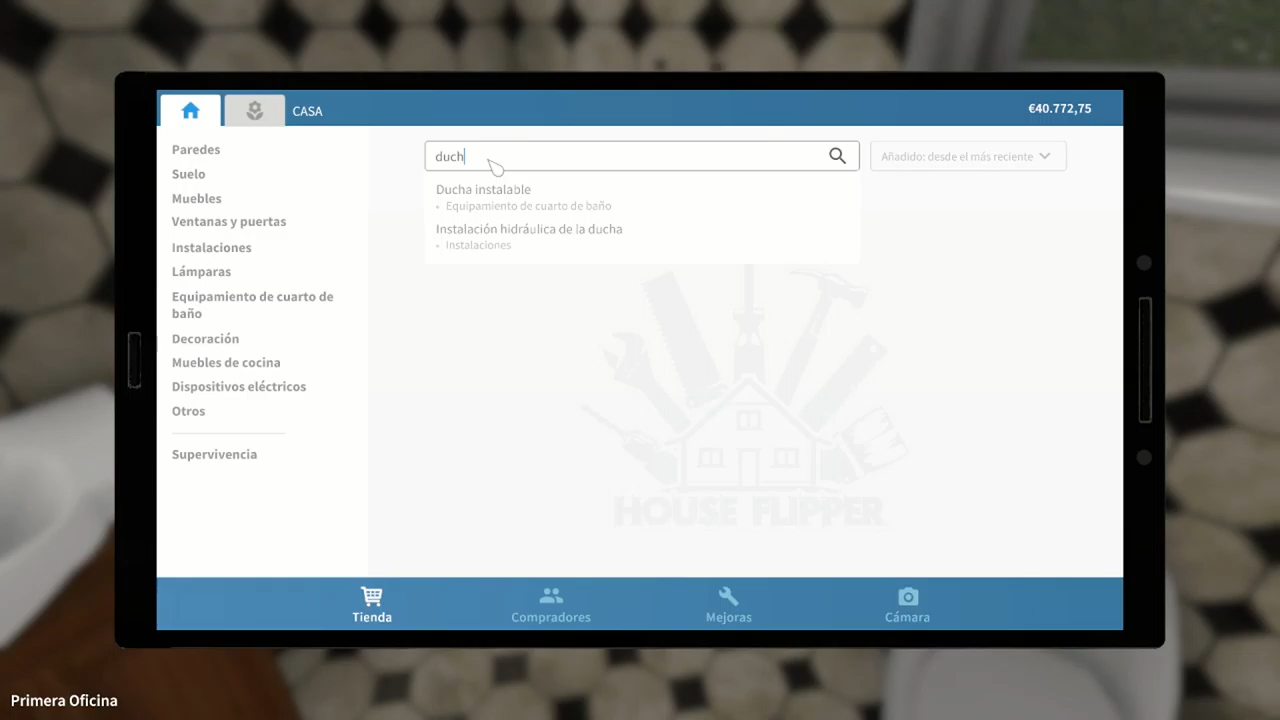 CASA
€40.772,75
Paredes
Suelo
Muebles
Ventanas y puertas
Instalaciones
Lámparas
Equipamiento de cuarto de
baño
Decoración
Muebles de cocina
Dispositivos eléctricos
Otros
Supervivencia
duch
Añadido: desde el más reciente
Ducha instalable
• Equipamiento de cuarto de baño
Instalación hidráulica de la ducha
• Instalaciones
HOUSE FLIPPER
Tienda
Compradores
Mejoras
Cámara
Primera Oficina